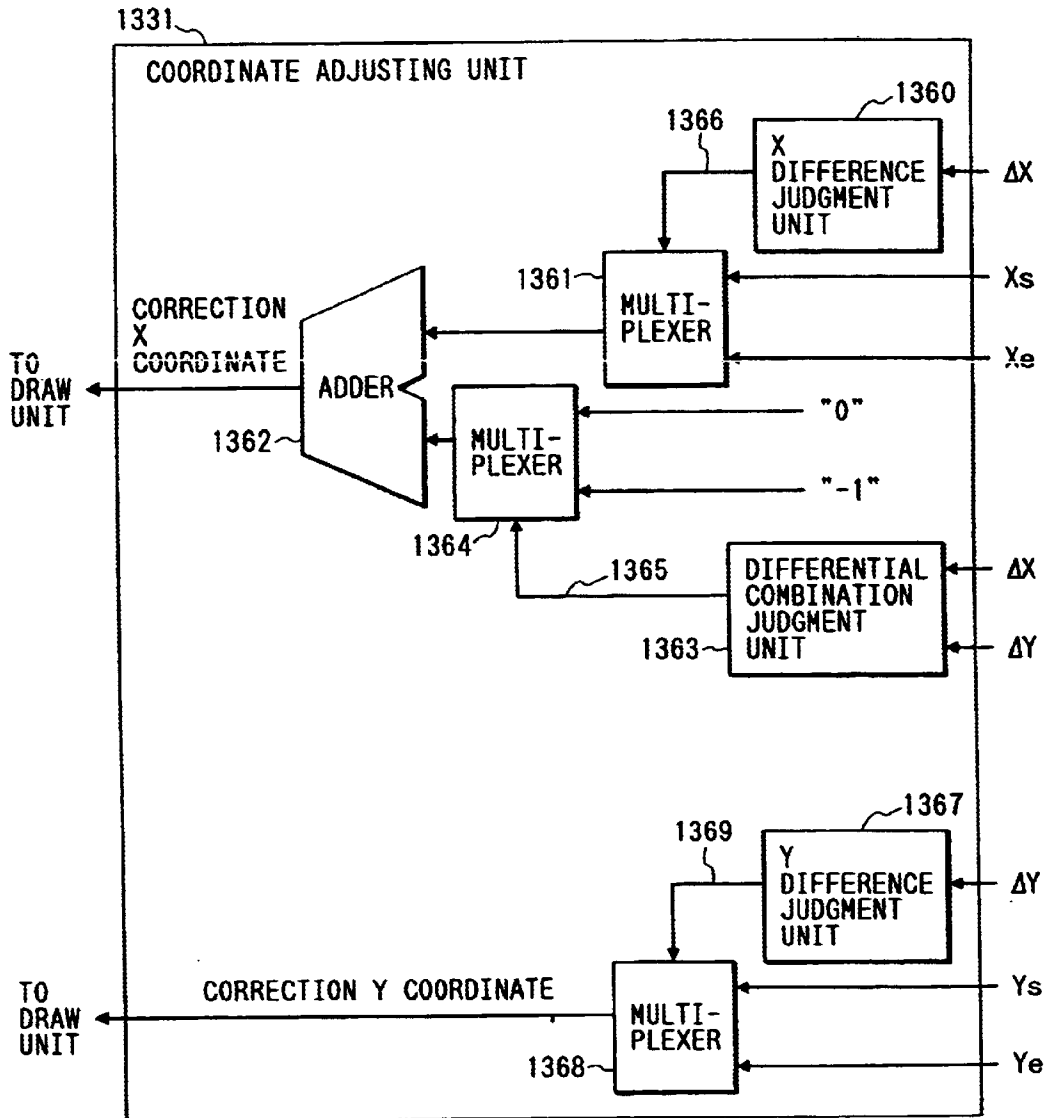 1331
COORDINATE ADJUSTING UNIT
1360
1366
X
DIFFERENCE
JUDGMENT
UNIT
ΔX
1361
MULTI-
PLEXER
Xs
Xe
CORRECTION
X
COORDINATE
TO
DRAW
UNIT
ADDER
1362
MULTI-
PLEXER
"0"
"-1"
1364
1365
DIFFERENTIAL
COMBINATION
JUDGMENT
UNIT
1363
ΔX
ΔY
1367
1369
Y
DIFFERENCE
JUDGMENT
UNIT
ΔY
TO
DRAW
UNIT
CORRECTION Y COORDINATE
MULTI-
PLEXER
1368
Ys
Ye